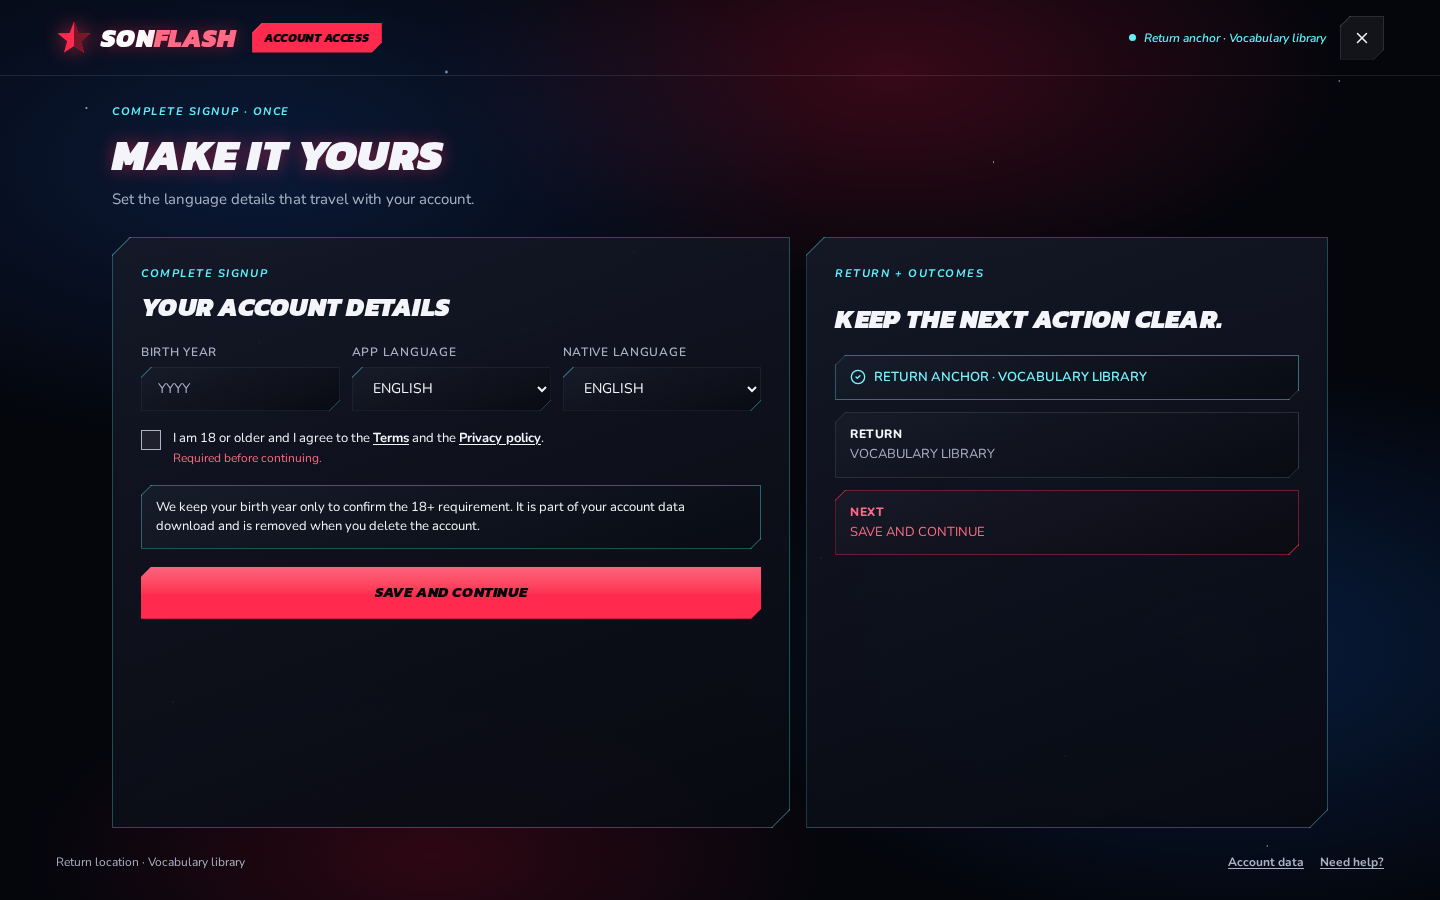 SONFLASH
ACCOUNT ACCESS
Return anchor · Vocabulary library
COMPLETE SIGNUP · ONCE
MAKE IT YOURS
Set the language details that travel with your account.
COMPLETE SIGNUP
YOUR ACCOUNT DETAILS
BIRTH YEAR
APP LANGUAGE
NATIVE LANGUAGE
YYYY
ENGLISH
ENGLISH
I am 18 or older and I agree to the Terms and the Privacy policy.
Required before continuing.
We keep your birth year only to confirm the 18+ requirement. It is part of your account data
download and is removed when you delete the account.
SAVE AND CONTINUE
RETURN + OUTCOMES
KEEP THE NEXT ACTION CLEAR.
RETURN ANCHOR · VOCABULARY LIBRARY
RETURN
VOCABULARY LIBRARY
NEXT
SAVE AND CONTINUE
Return location · Vocabulary library
Account data
Need help?